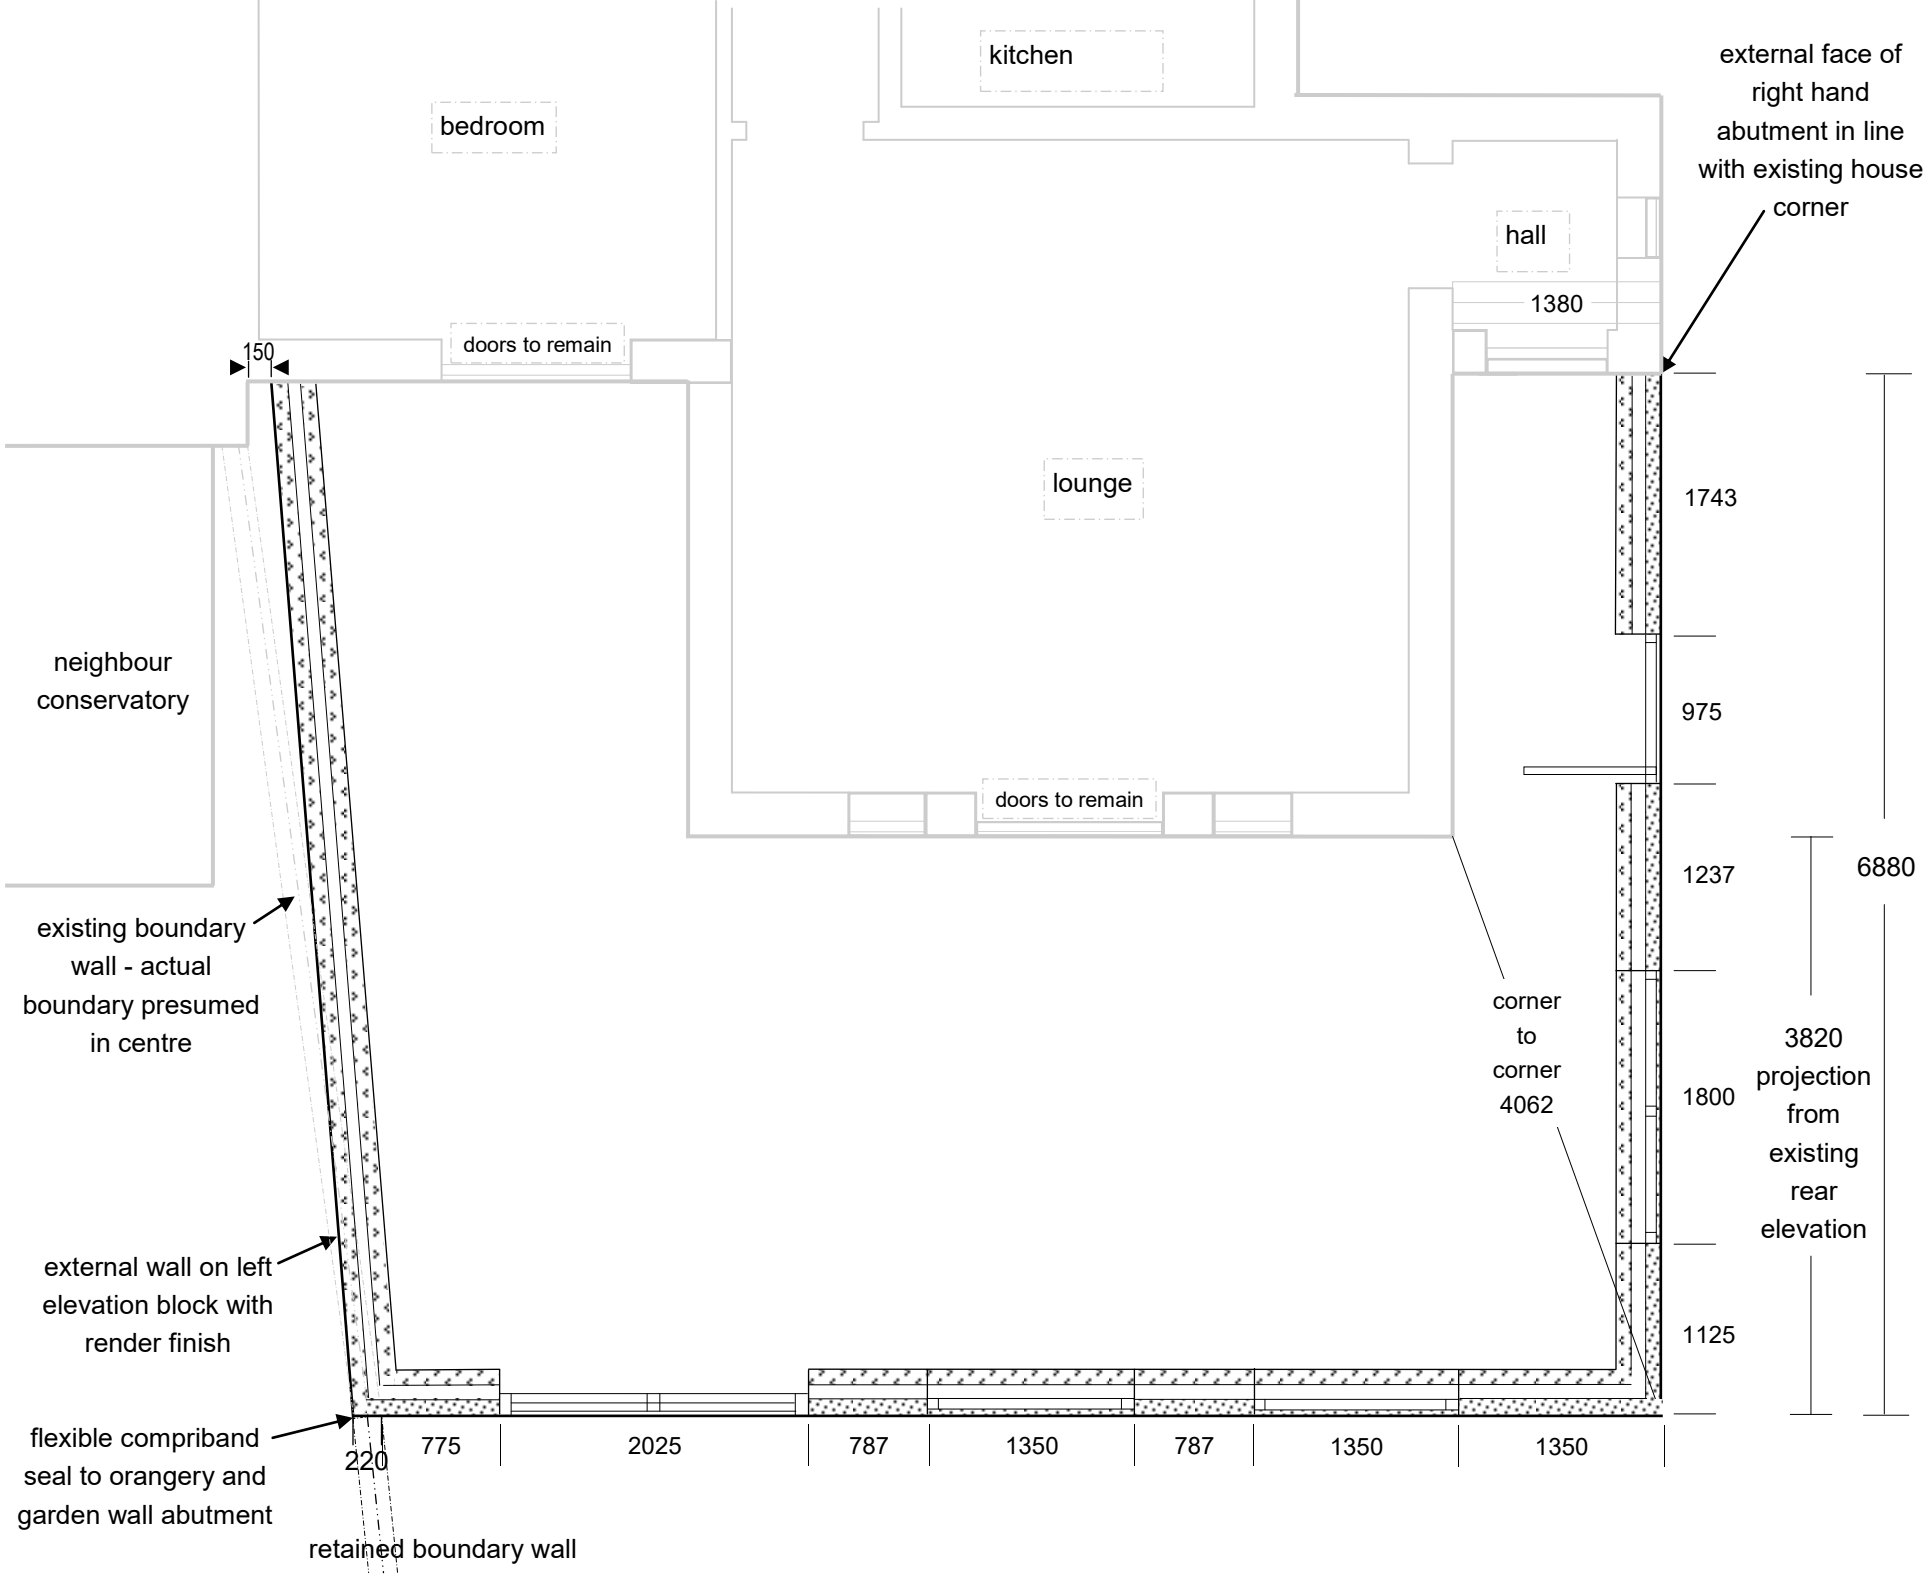 kitchen
external face of
right hand
abutment in line
with existing house
corner
bedroom
hall
1380
150
doors to remain
lounge
1743
neighbour
conservatory
975
doors to remain
1237
6880
existing boundary
wall - actual
boundary presumed
in centre
corner
to
corner
4062
3820
projection
from
existing
rear
elevation
1800
external wall on left
elevation block with
render finish
1125
flexible compriband
seal to orangery and
garden wall abutment
220
775
2025
787
1350
787
1350
1350
retained boundary wall